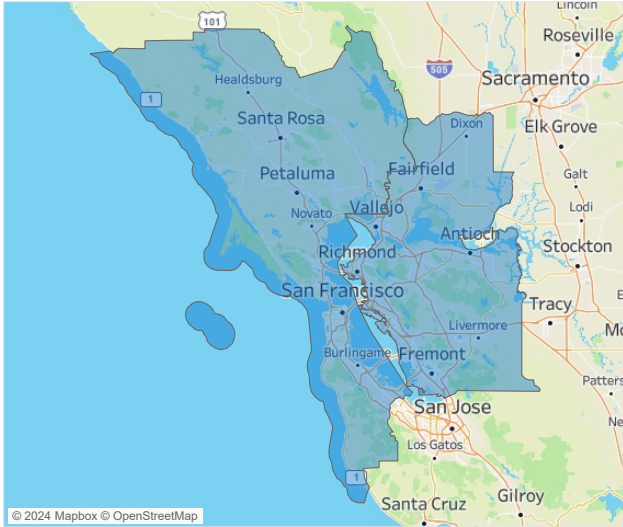 Lincoln
101
Roseville
505
Sacramento
Healdsburg
1
Santa Rosa
Dixon
Elk Grove
Petaluma
Fairfield
Galt
Novato
Vallejo
Lodi
Antioch
Stockton
Richmond
San Francisco
Tracy
Livermore
Burlingame
Fremont
Patters
San Jose
Los Gatos
1
Santa Cruz
Gilroy
© 2024 Mapbox © OpenStreetMap